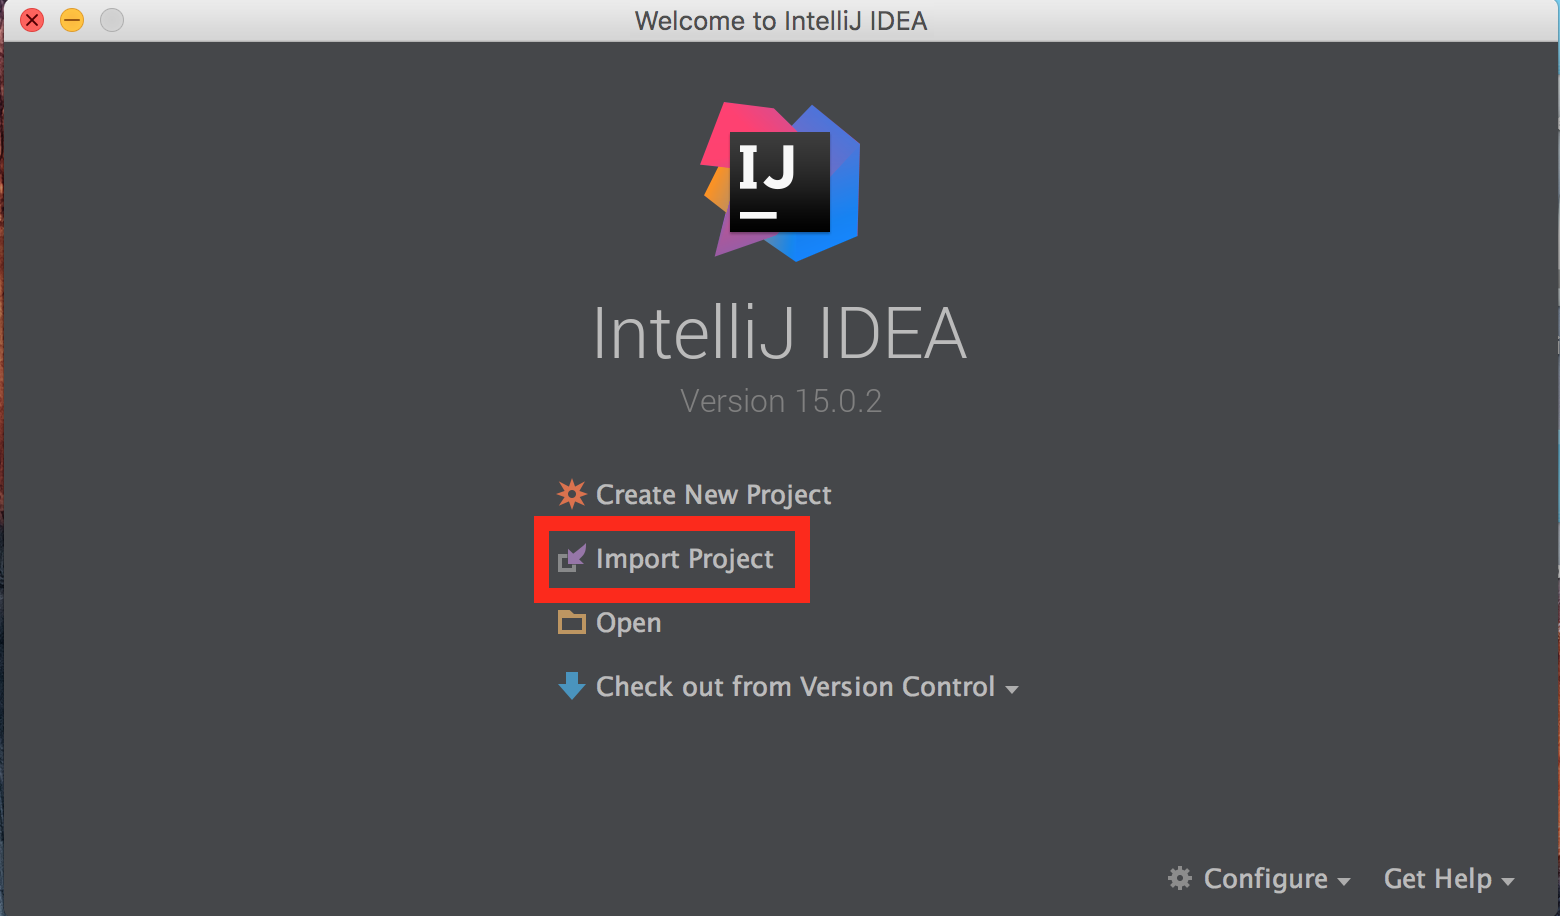 Welcome to IntelliJ IDEA
IJ
IntelliJ IDEA
Version 15.0.2
Create New Project
Import Project
Open
Check out from Version Control
Configure
Get Help